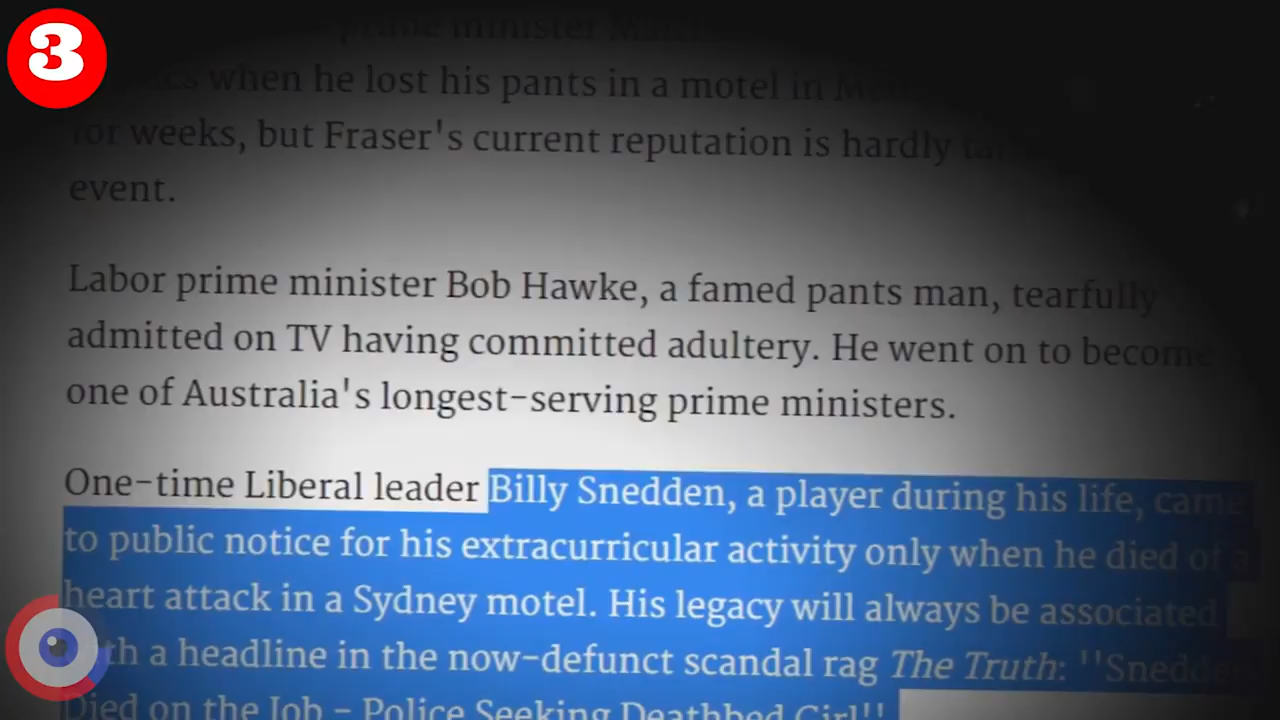 3
prime minister
when he lost his pants in a motel in
for weeks, but Fraser's current reputation is hardly
event.
Labor prime minister Bob Hawke, a famed pants man, tearfully
admitted on TV having committed adultery. He went on to become
one of Australia's longest-serving prime ministers.
One-time Liberal leader Billy Snedden, a player during his life, came
to public notice for his extracurricular activity only when he died of a
heart attack in a Sydney motel. His legacy will always be associated
a headline in the now-defunct scandal rag The Truth: ''Snedden
Died on the Job - Police Seeking Deathbed Girl''.